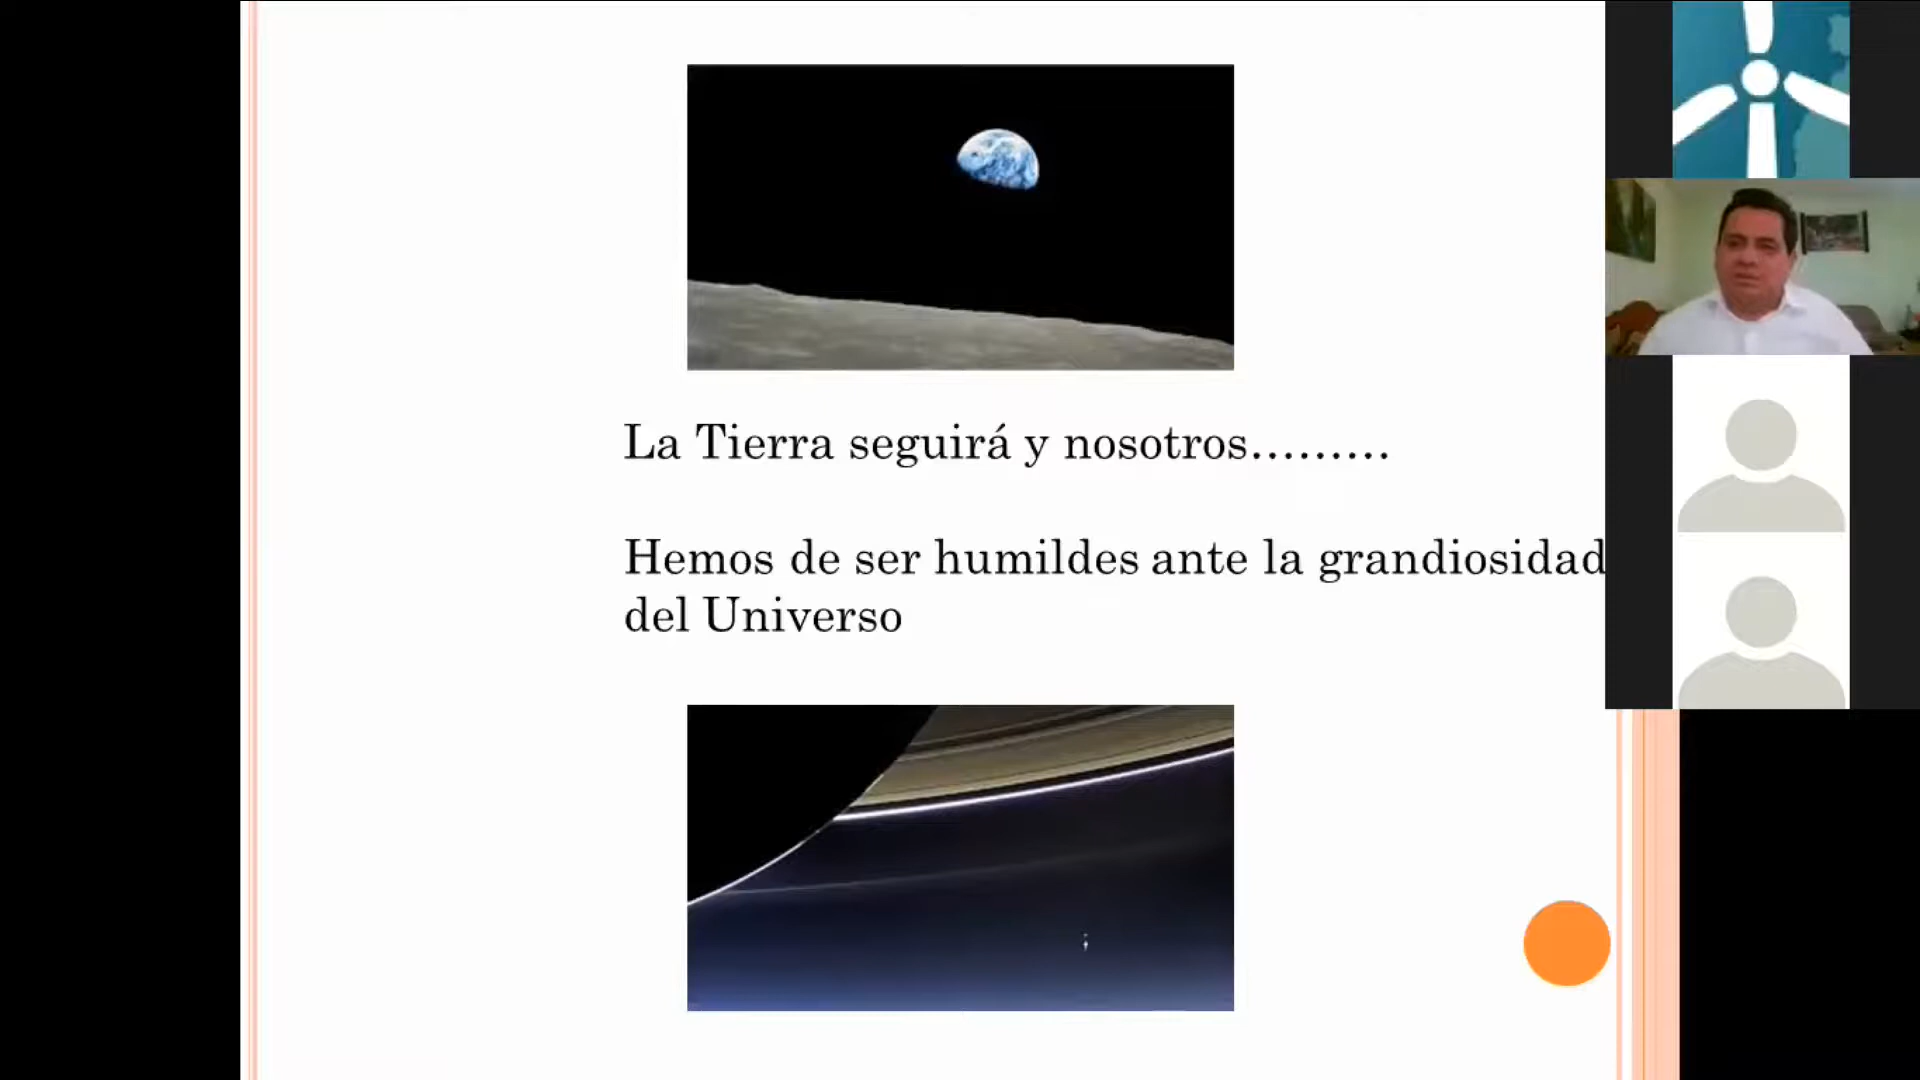 La Tierra seguirá y nosotros………
Hemos de ser humildes ante la grandiosidad
del Universo